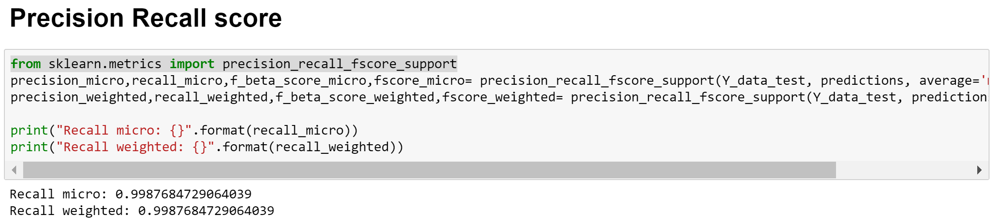 Precision Recall score
from sklearn.metrics import precision_recall_fscore_support
precision_micro,recall_micro,f_beta_score_micro,fscore_micro= precision_recall_fscore_support(Y_data_test, predictions, average='
precision_weighted,recall_weighted,f_beta_score_weighted,fscore_weighted= precision_recall_fscore_support(Y_data_test, prediction
print("Recall micro: {}".format(recall_micro))
print("Recall weighted: {}".format(recall_weighted))
Recall micro: 0.9987684729064039
Recall weighted: 0.9987684729064039